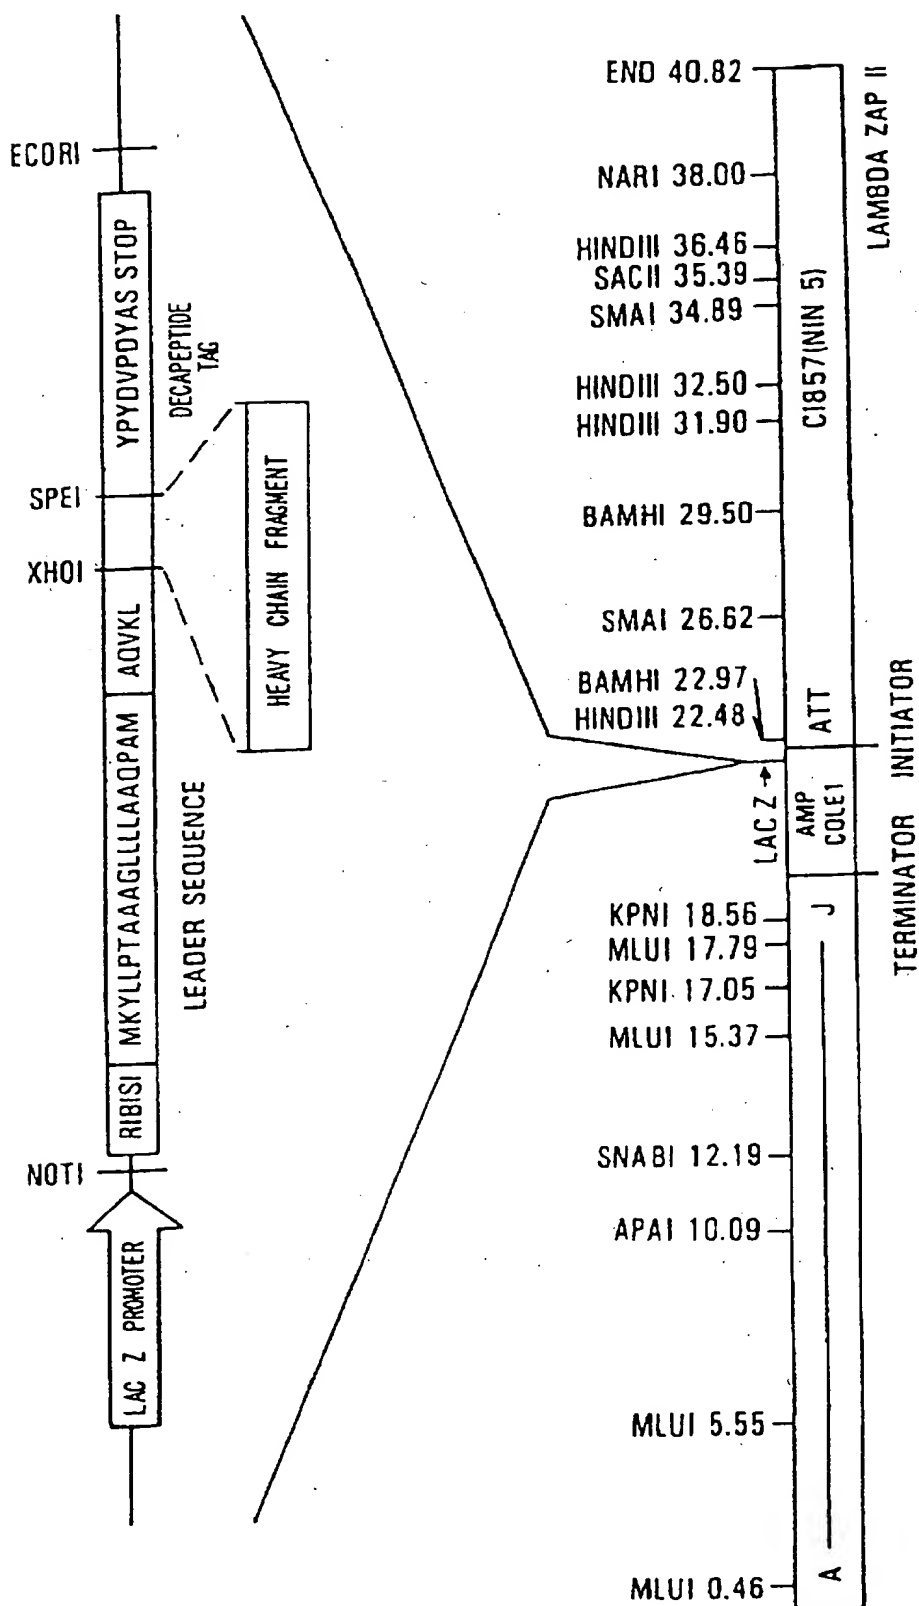 ECORI
SPEI
XHOI
NOTI
LAC Z PROMOTER
RIBISI
MKYLLPTAAAGLLLLAAQPAM
AQVKL
YPYDVPDYAS STOP
LEADER SEQUENCE
DECAPEPTIDE
TAG
HEAVY CHAIN FRAGMENT
END 40.82
NARI 38.00
HINDIII 36.46
SACII 35.39
SMAI 34.89
HINDIII 32.50
HINDIII 31.90
BAMHI 29.50
SMAI 26.62
BAMHI 22.97
HINDIII 22.48
LAC Z
KPNI 18.56
MLUI 17.79
KPNI 17.05
MLUI 15.37
SNABI 12.19
APAI 10.09
MLUI 5.55
MLUI 0.46
A
J
AMP
COLE1
ATT
CI857(NIN 5)
TERMINATOR
INITIATOR
LAMBDA ZAP II